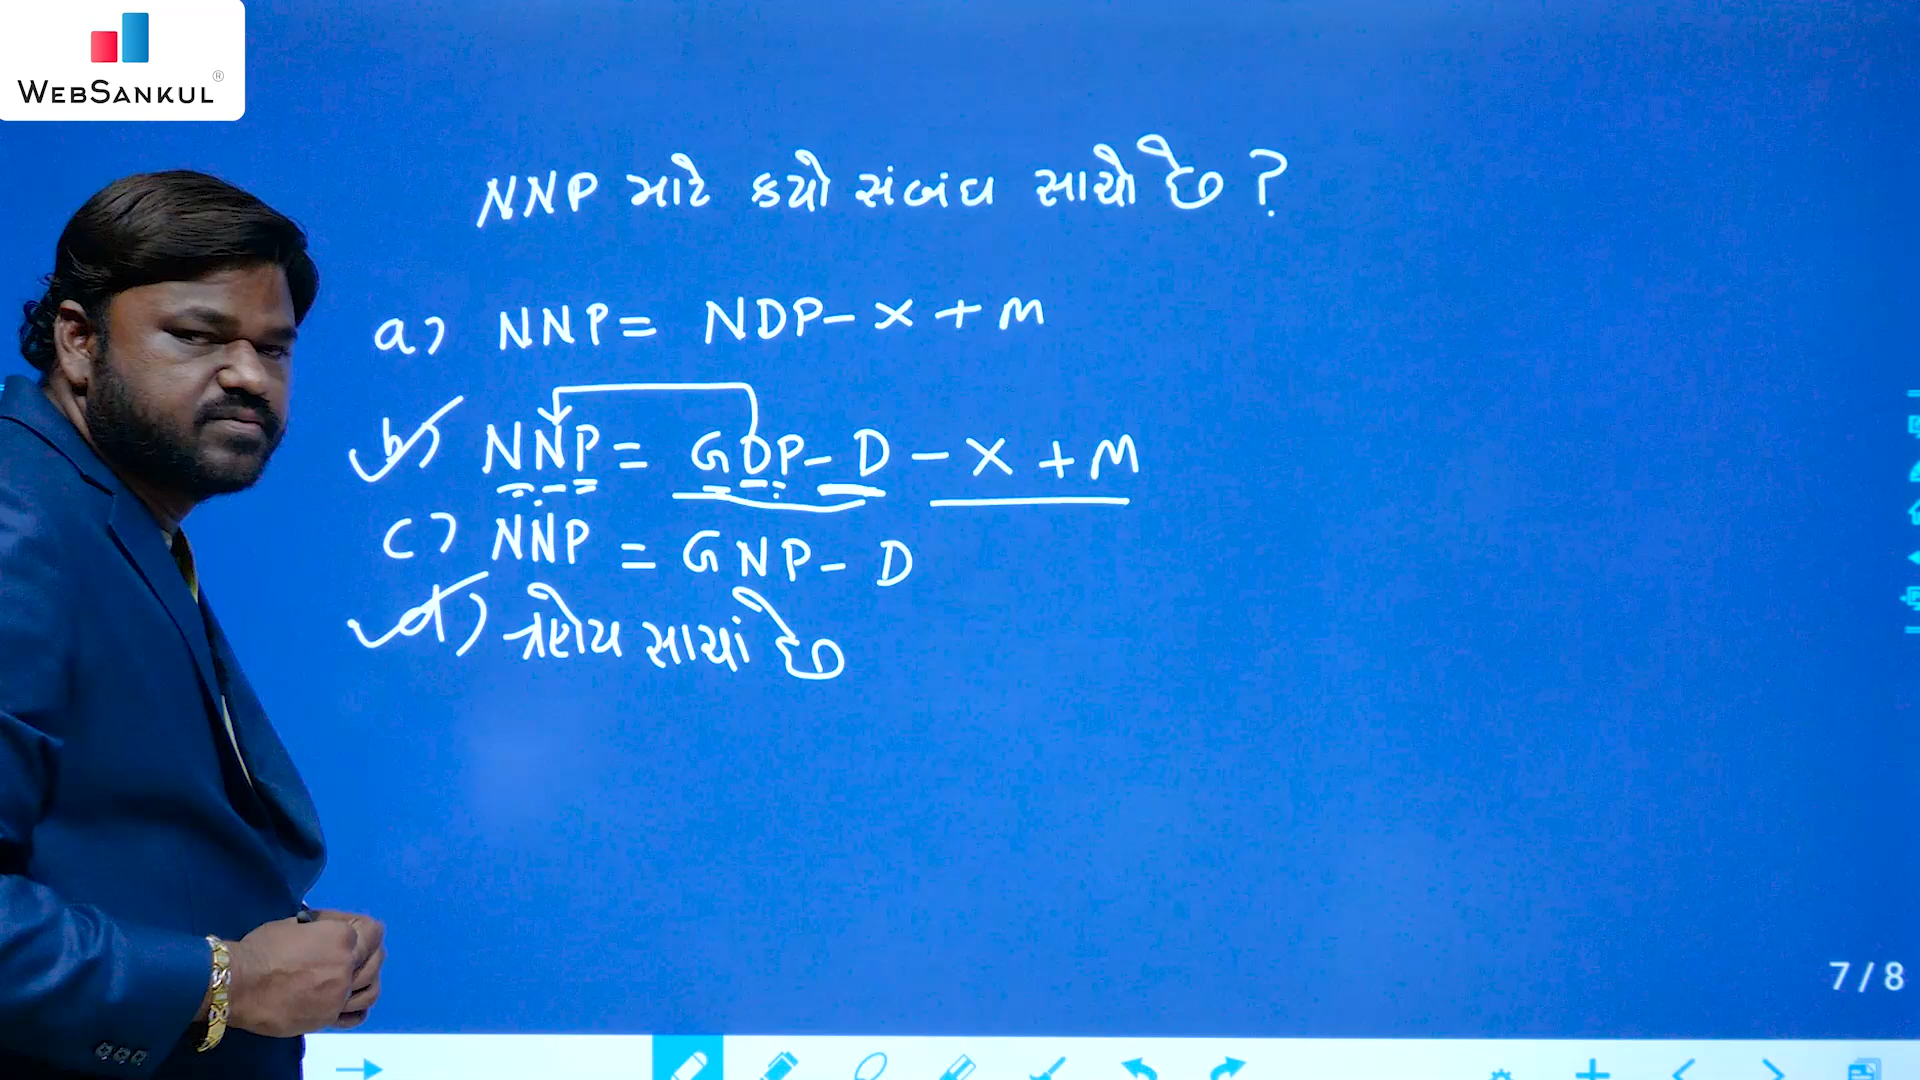 WEBSANKUL®
NNP માટે કયો સંબંધ સાચો છે ?
a) NNP = NDP - X + M
b) NNP = GDP - D - X + M
c) NNP = GNP - D
d) ત્રણેય સાચાં છે
7 / 8